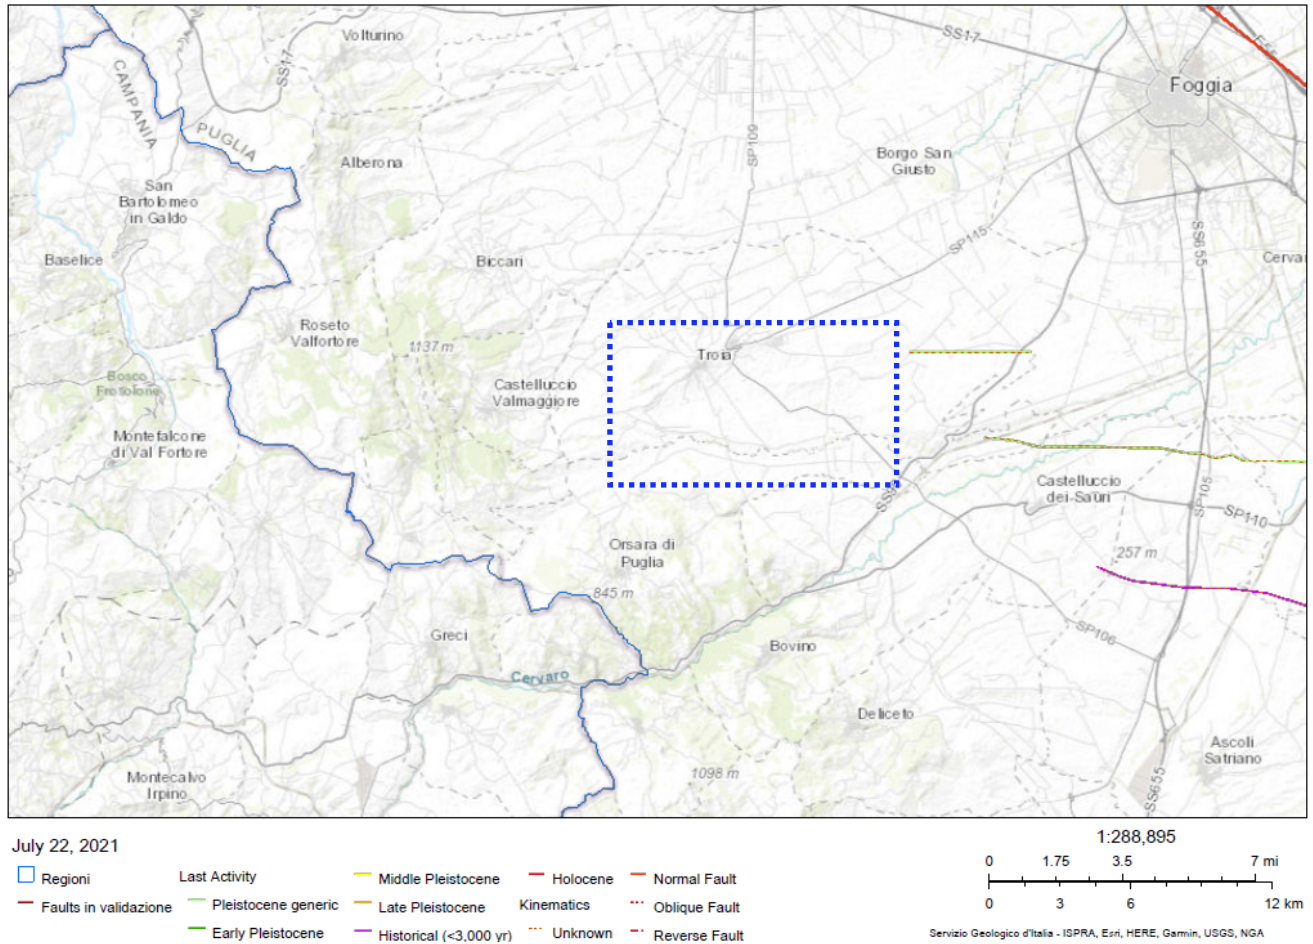 Volturino
SS17
SS17
E55
Foggia
CAMPANIA
PUGLIA
SP109
Alberona
Borgo San
Giusto
San
Bartolomeo
in Galdo
SP115
SS655
Baselice
Biccari
Cervar
Roseto
Valfortore
1137 m
Troia
Bosco
Frosolone
Castelluccio
Valmaggiore
Montefalcone
di Val Fortore
Castelluccio
dei Sauri
SP105
SP110
Orsara di
Puglia
257 m
845 m
Greci
SP106
Bovino
Cervaro
Deliceto
Ascoli
Satriano
Montecalvo
Irpino
1098 m
SS655
July 22, 2021
1:288,895
0 1.75 3.5 7 mi
0 3 6 12 km
Regioni
Faults in validazione
Last Activity
Pleistocene generic
Early Pleistocene
Middle Pleistocene
Late Pleistocene
Historical (<3,000 yr)
Holocene
Kinematics
Unknown
Normal Fault
Oblique Fault
Reverse Fault
Servizio Geologico d'Italia - ISPRA, Esri, HERE, Garmin, USGS, NGA